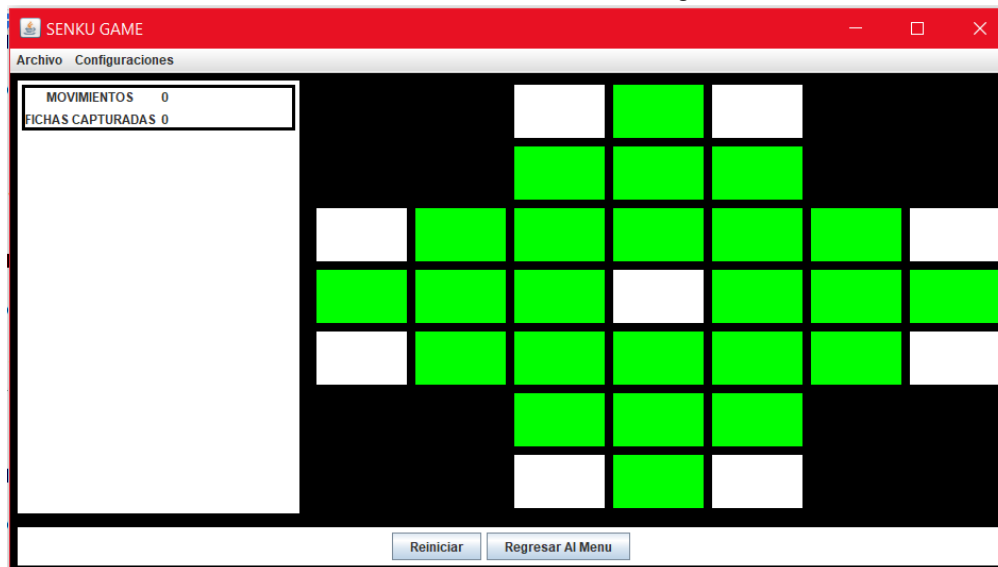 SENKU GAME
Archivo Configuraciones
MOVIMIENTOS 0
FICHAS CAPTURADAS 0
Reiniciar Regresar Al Menu